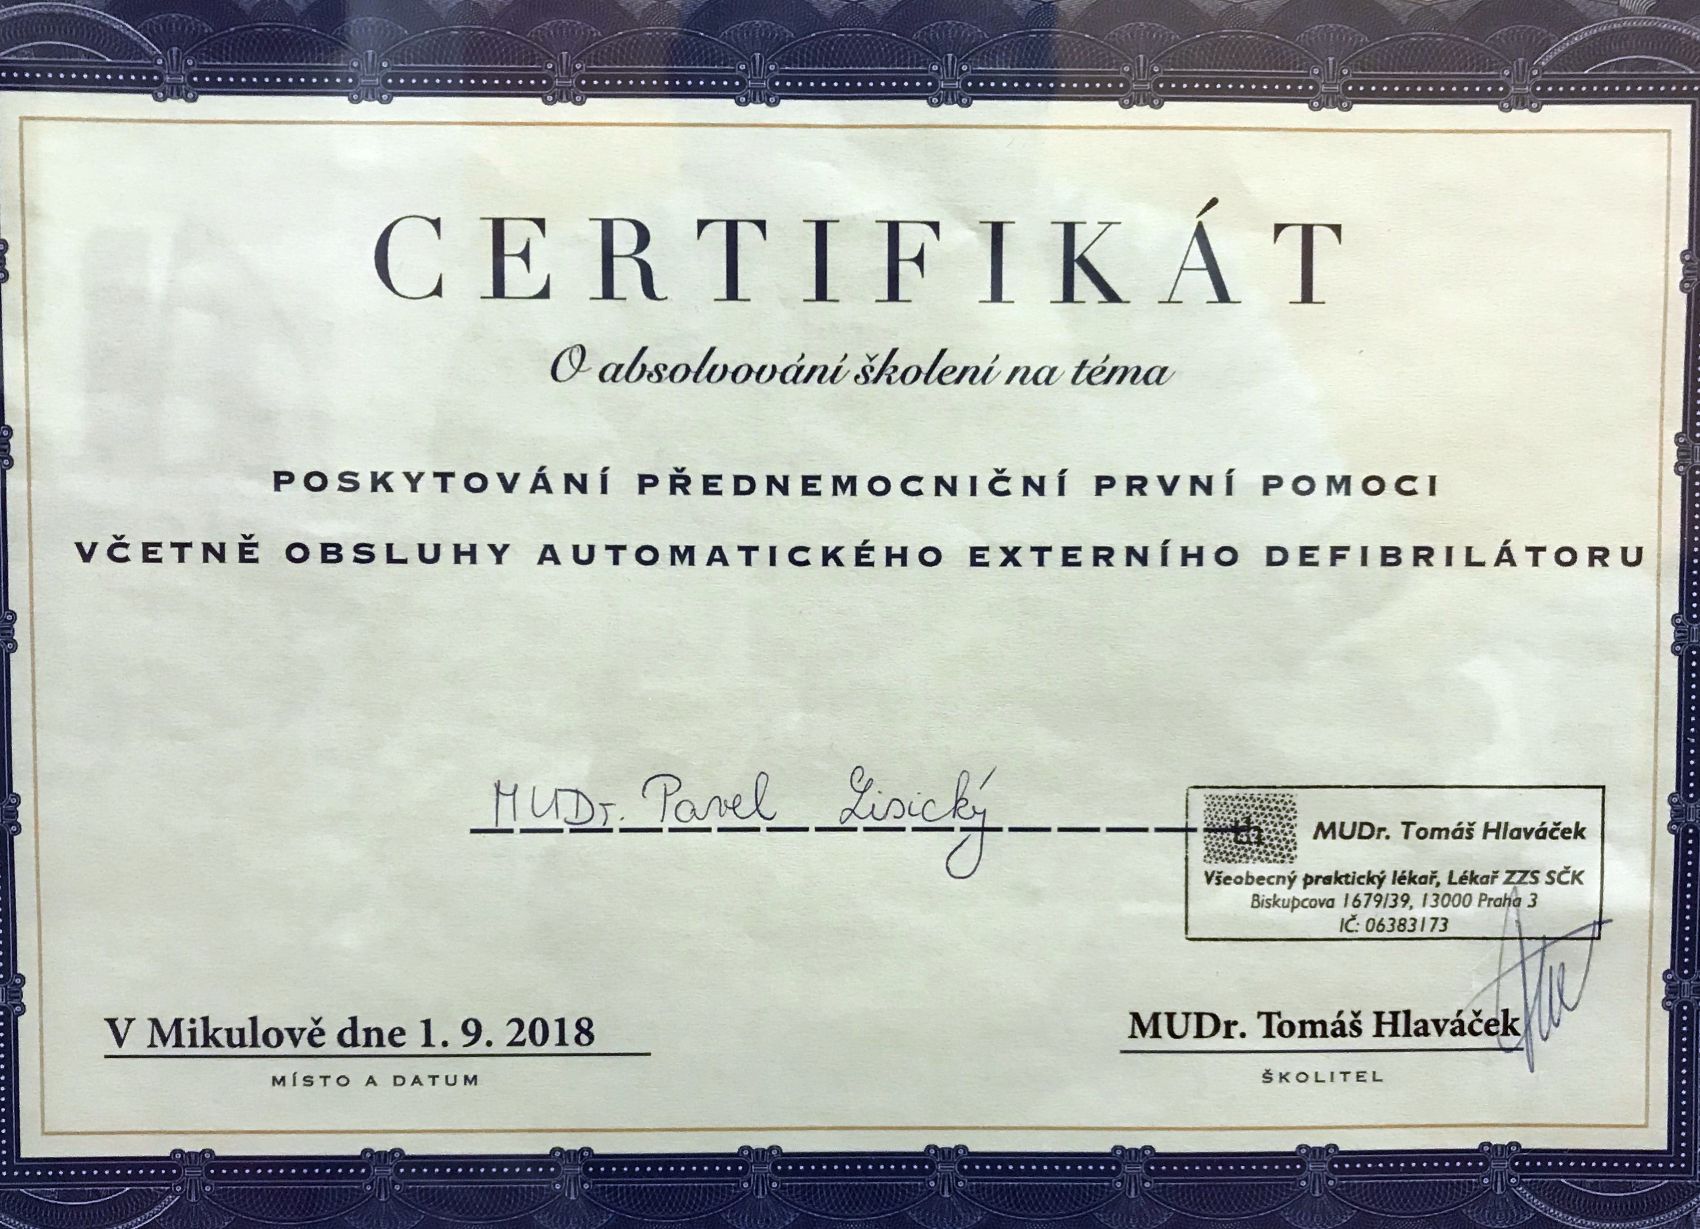 CERTIFIKÁT
O absolvování školení na téma
POSKYTOVÁNÍ PŘEDNEMOCNIČNÍ PRVNÍ POMOCI
VČETNĚ OBSLUHY AUTOMATICKÉHO EXTERNÍHO DEFIBRILÁTORU
MUDr. Pavel Lisický
th
MUDr. Tomáš Hlaváček
Všeobecný praktický lékař, Lékař ZZS SČK
Biskupcova 1679/39, 13000 Praha 3
IČ: 06383173
V Mikulově dne 1. 9. 2018
MÍSTO A DATUM
MUDr. Tomáš Hlaváček
ŠKOLITEL